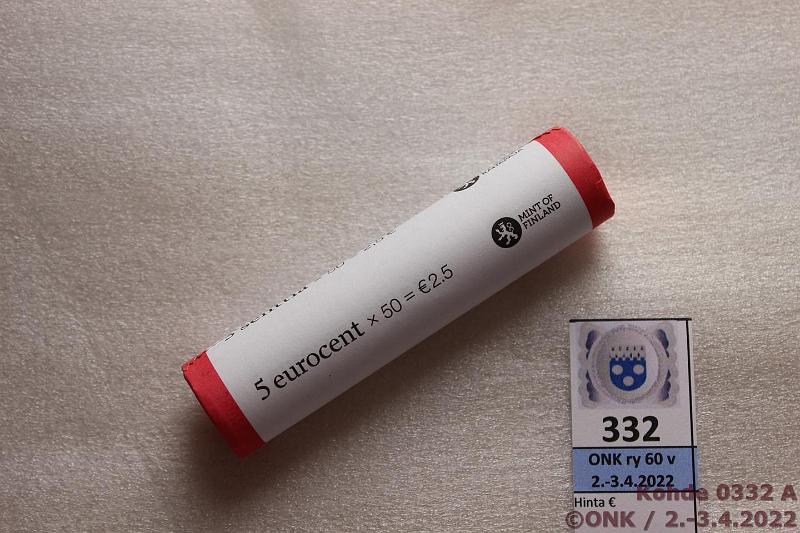 MINT OF
FINLAND
5 eurocent × 50 = €2.5
332
ONK ry 60 v
2.-3.4.2022
Hinta €
Kohde 0332 A
©ONK / 2.-3.4.2022